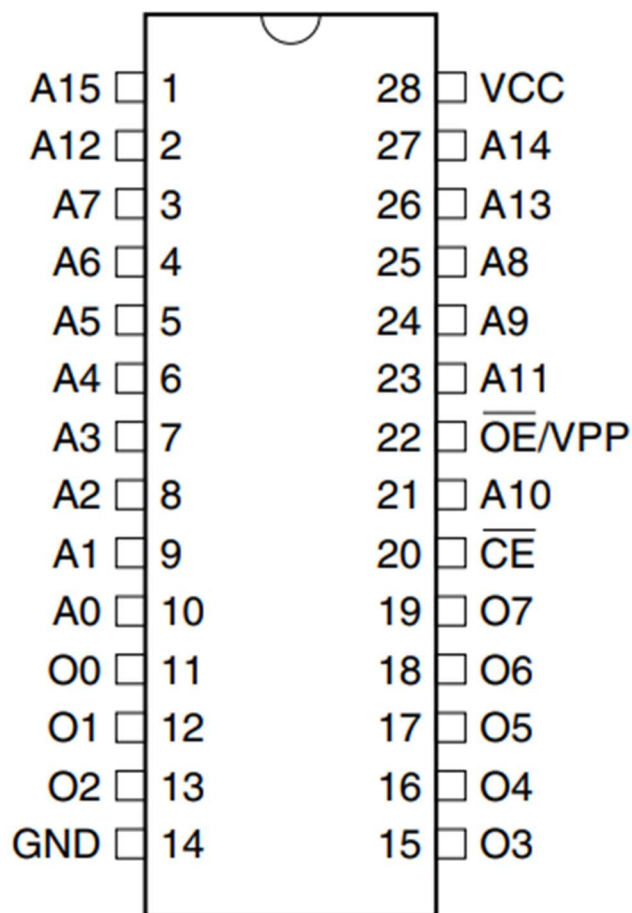 A15 1 28 VCC
A12 2 27 A14
A7 3 26 A13
A6 4 25 A8
A5 5 24 A9
A4 6 23 A11
A3 7 22 O̅E̅/VPP
A2 8 21 A10
A1 9 20 C̅E̅
A0 10 19 O7
O0 11 18 O6
O1 12 17 O5
O2 13 16 O4
GND 14 15 O3